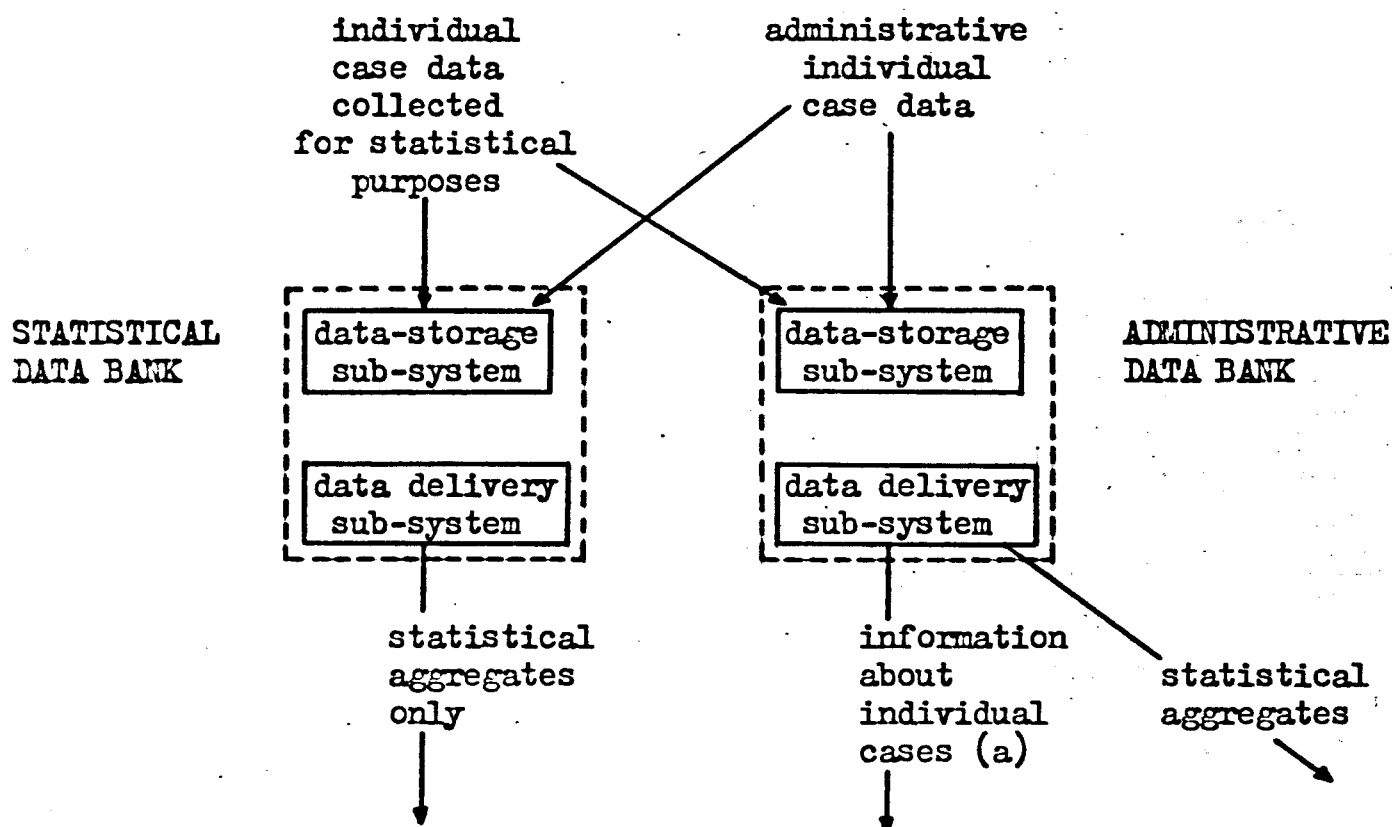 individual
case data
collected
for statistical
purposes
administrative
individual
case data
STATISTICAL
DATA BANK
data-storage
sub-system
data-storage
sub-system
ADMINISTRATIVE
DATA BANK
data delivery
sub-system
data delivery
sub-system
statistical
aggregates
only
information
about
individual
cases (a)
statistical
aggregates